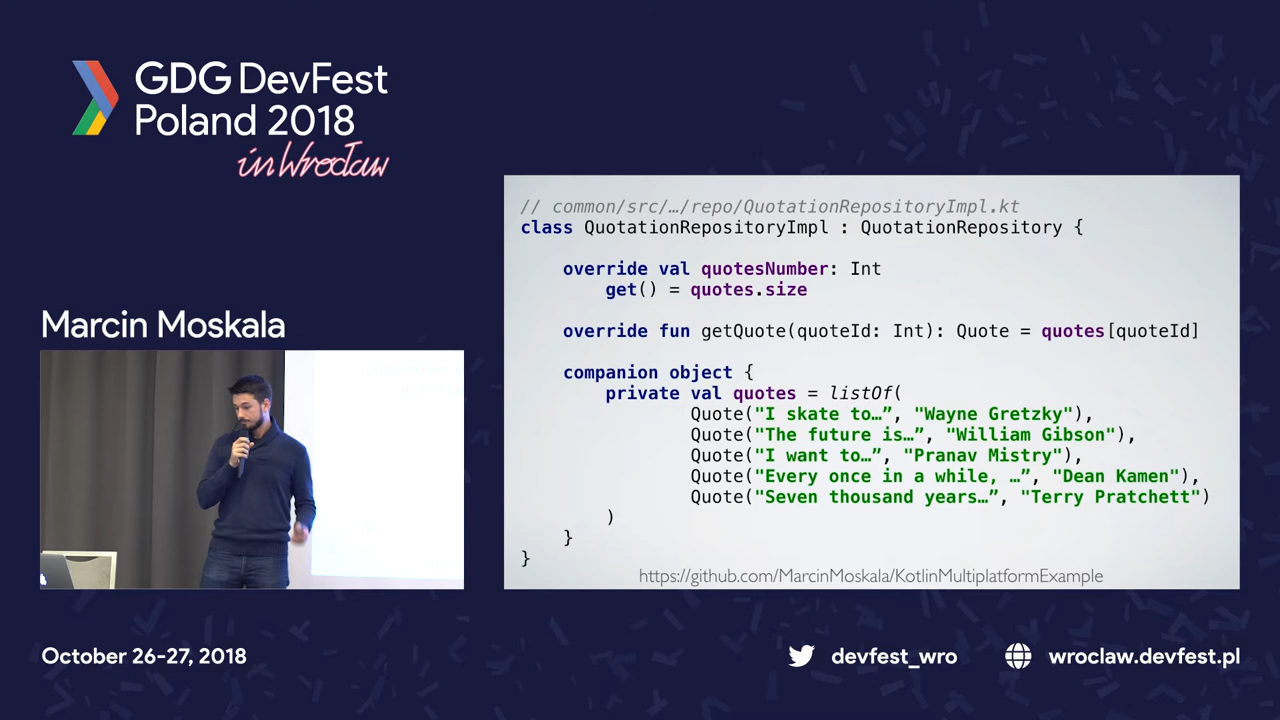 GDG DevFest
Poland 2018
in Wrocław
Marcin Moskala
// common/src/…/repo/QuotationRepositoryImpl.kt
class QuotationRepositoryImpl : QuotationRepository {
override val quotesNumber: Int
get() = quotes.size
override fun getQuote(quoteId: Int): Quote = quotes[quoteId]
companion object {
private val quotes = listOf(
Quote("I skate to…”, "Wayne Gretzky"),
Quote("The future is…”, "William Gibson"),
Quote("I want to…”, "Pranav Mistry"),
Quote("Every once in a while, …”, "Dean Kamen"),
Quote("Seven thousand years…”, "Terry Pratchett")
)
}
}
https://github.com/MarcinMoskala/KotlinMultiplatformExample
October 26-27, 2018
devfest_wro
wroclaw.devfest.pl